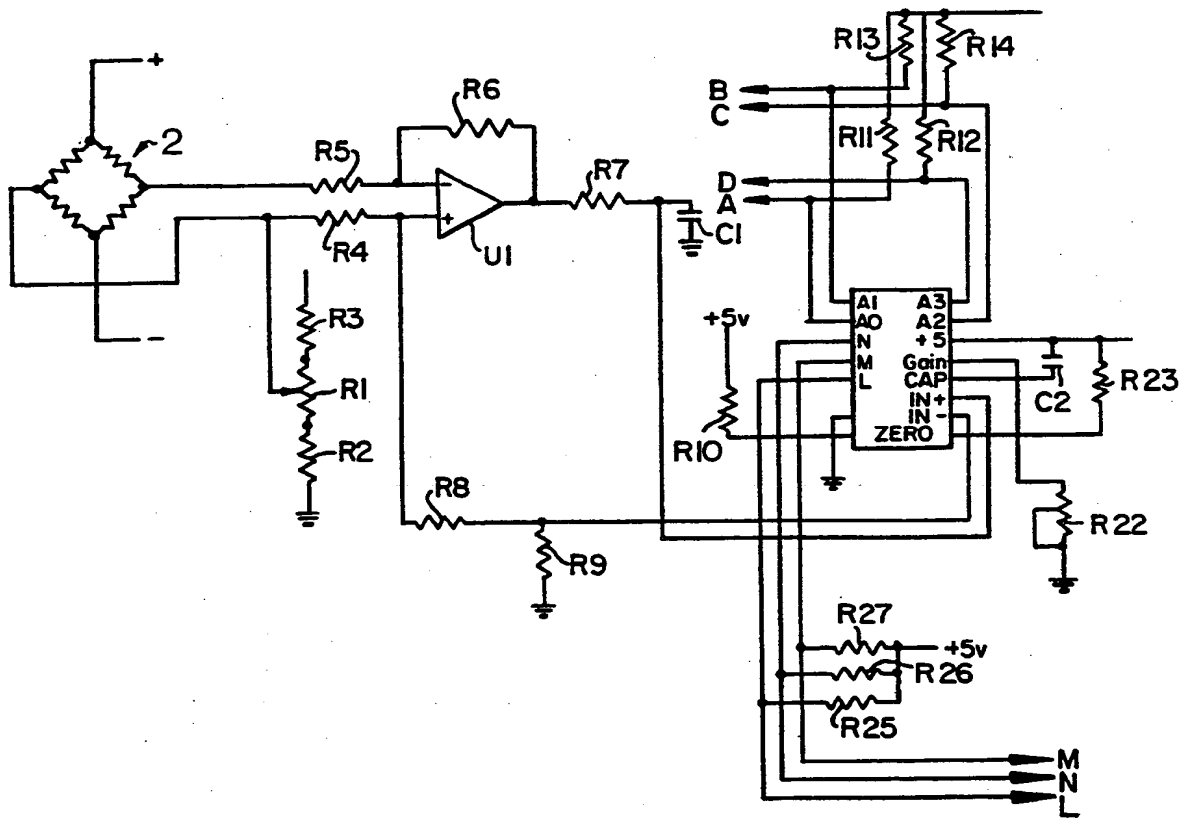 +
2
R5
R6
R7
R4
U1
C1
R3
R1
R2
R8
R9
R13
R14
B
C
R11
R12
D
A
+5v
A1
A0
N
M
L
A3
A2
+5
Gain
CAP
IN+
IN-
ZERO
R10
C2
R23
R22
R27
+5v
R26
R25
M
N
L
-
+
-